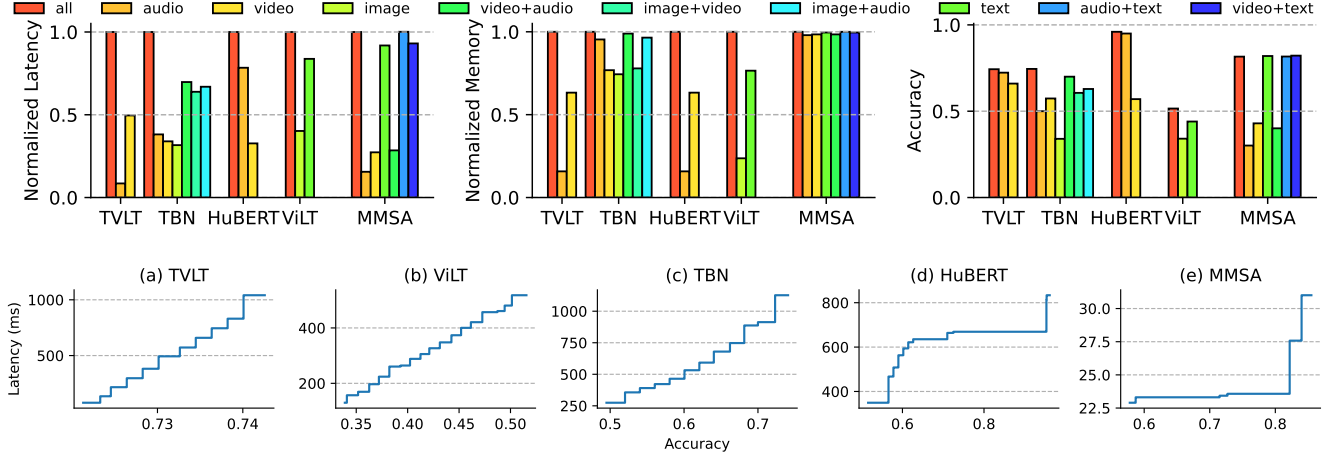 all audio video image video+audio image+video image+audio text audio+text video+text
Normalized Latency
1.0
0.5
0.0
TVLT TBN HuBERT ViLT MMSA
Normalized Memory
1.0
0.5
0.0
TVLT TBN HuBERT ViLT MMSA
Accuracy
1.0
0.5
0.0
TVLT TBN HuBERT ViLT MMSA
(a) TVLT
Latency (ms)
1000
500
0.73 0.74
(b) ViLT
400
200
0.35 0.40 0.45 0.50
(c) TBN
1000
750
500
250
0.5 0.6 0.7
Accuracy
(d) HuBERT
800
600
400
0.6 0.8
(e) MMSA
30.0
27.5
25.0
22.5
0.6 0.7 0.8